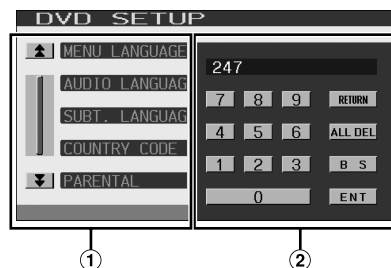 DVD SETUP
MENU LANGUAGE
AUDIO LANGUAG
SUBT. LANGUAG
COUNTRY CODE
PARENTAL
247
7 8 9 RETURN
4 5 6 ALL DEL
1 2 3 B S
0 ENT
1 2